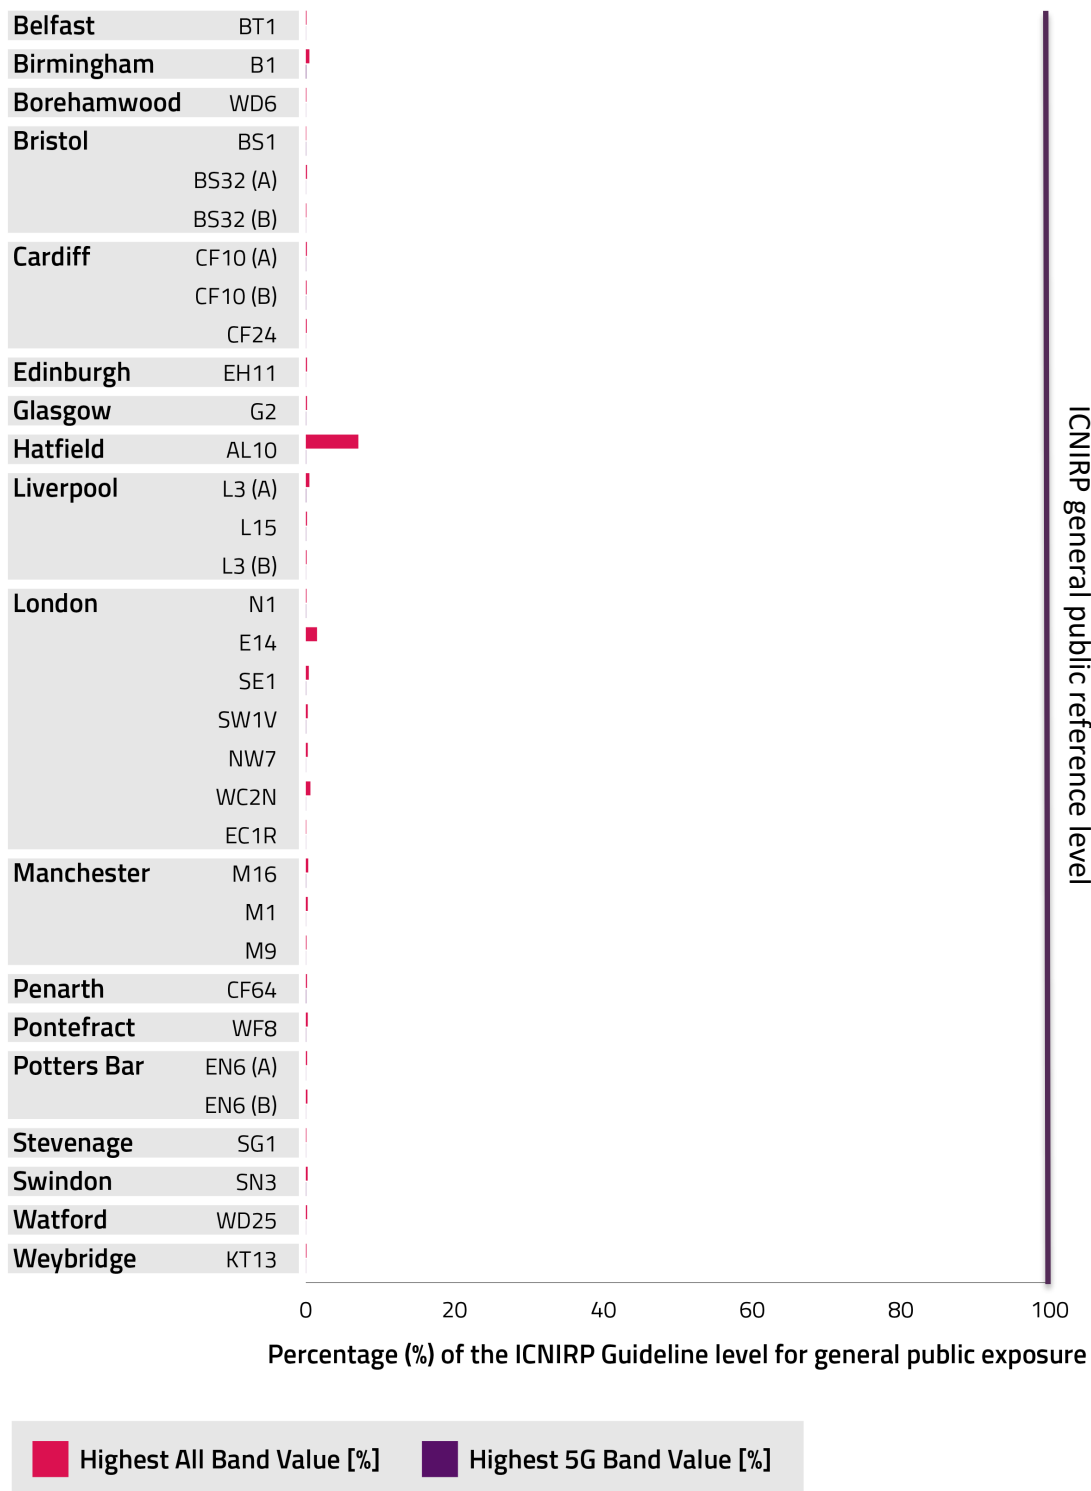 Belfast BT1
Birmingham B1
Borehamwood WD6
Bristol BS1
BS32 (A)
BS32 (B)
Cardiff CF10 (A)
CF10 (B)
CF24
Edinburgh EH11
Glasgow G2
Hatfield AL10
Liverpool L3 (A)
L15
L3 (B)
London N1
E14
SE1
SW1V
NW7
WC2N
EC1R
Manchester M16
M1
M9
Penarth CF64
Pontefract WF8
Potters Bar EN6 (A)
EN6 (B)
Stevenage SG1
Swindon SN3
Watford WD25
Weybridge KT13
ICNIRP general public reference level
0 20 40 60 80 100
Percentage (%) of the ICNIRP Guideline level for general public exposure
Highest All Band Value [%] Highest 5G Band Value [%]